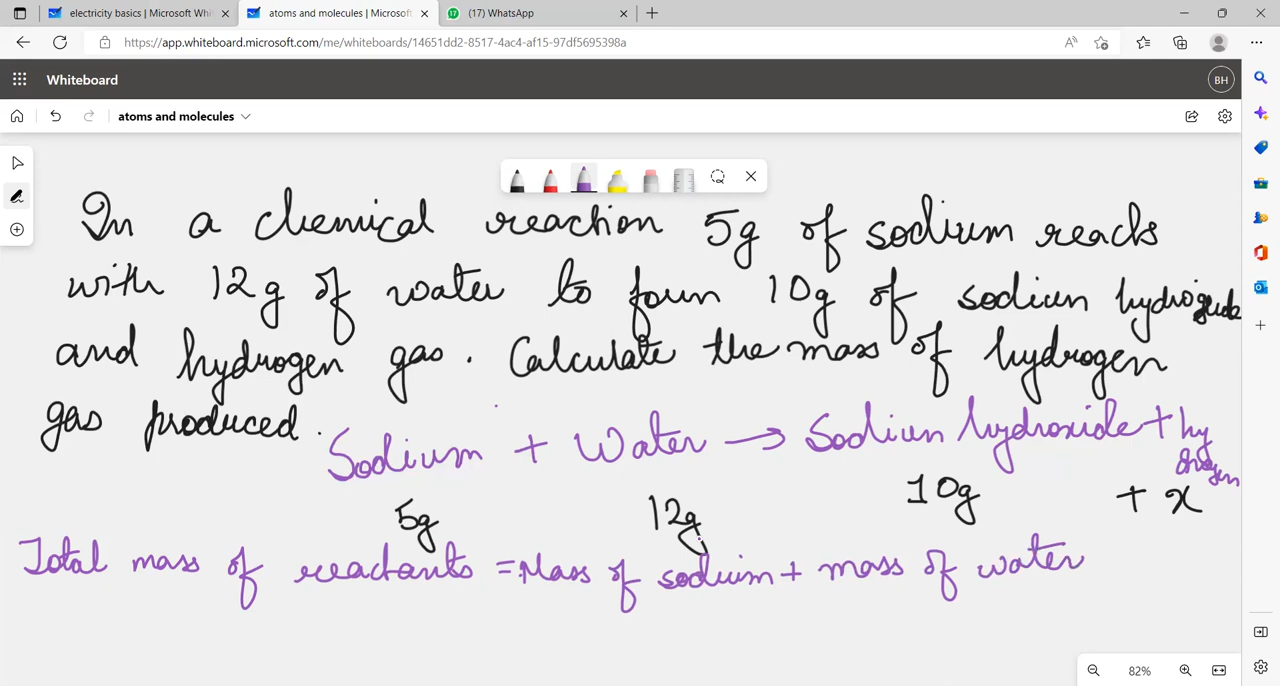 electricity basics | Microsoft Whi
atoms and molecules | Microsof
(17) WhatsApp
https://app.whiteboard.microsoft.com/me/whiteboards/14651dd2-8517-4ac4-af15-97df5695398a
Whiteboard
BH
atoms and molecules
In a chemical reaction 5g of sodium reacts
with 12g of water to form 10g of sodium hydroxide
and hydrogen gas. Calculate the mass of hydrogen
gas produced.
Sodium + Water → Sodium hydroxide + hydrogen
5g 12g 10g + x
Total mass of reactants = Mass of sodium + mass of water
82%